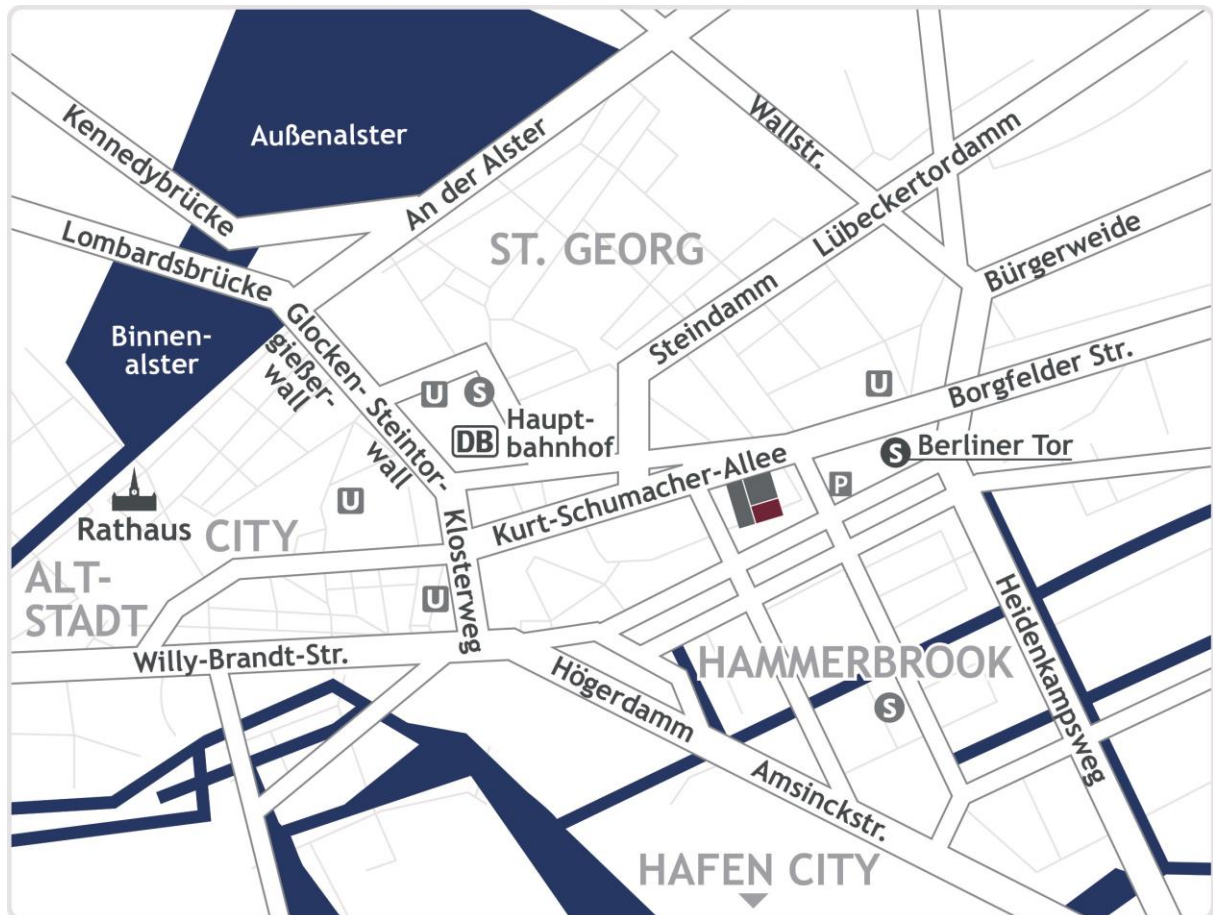 Außenalster
Kennedybrücke
An der Alster
Wallstr.
Lübeckertordamm
ST. GEORG
Lombardsbrücke
Bürgerweide
Binnen-
alster
Glocken-
gießer-
wall
Steindamm
Steintor-
wall
U
S
DB
Haupt-
bahnhof
U
Borgfelder Str.
S Berliner Tor
Kurt-Schumacher-Allee
P
Rathaus
CITY
U
Klosterweg
ALT-
STADT
U
Willy-Brandt-Str.
Högerdamm
HAMMERBROOK
S
Heidenkampsweg
Amsinckstr.
HAFEN CITY